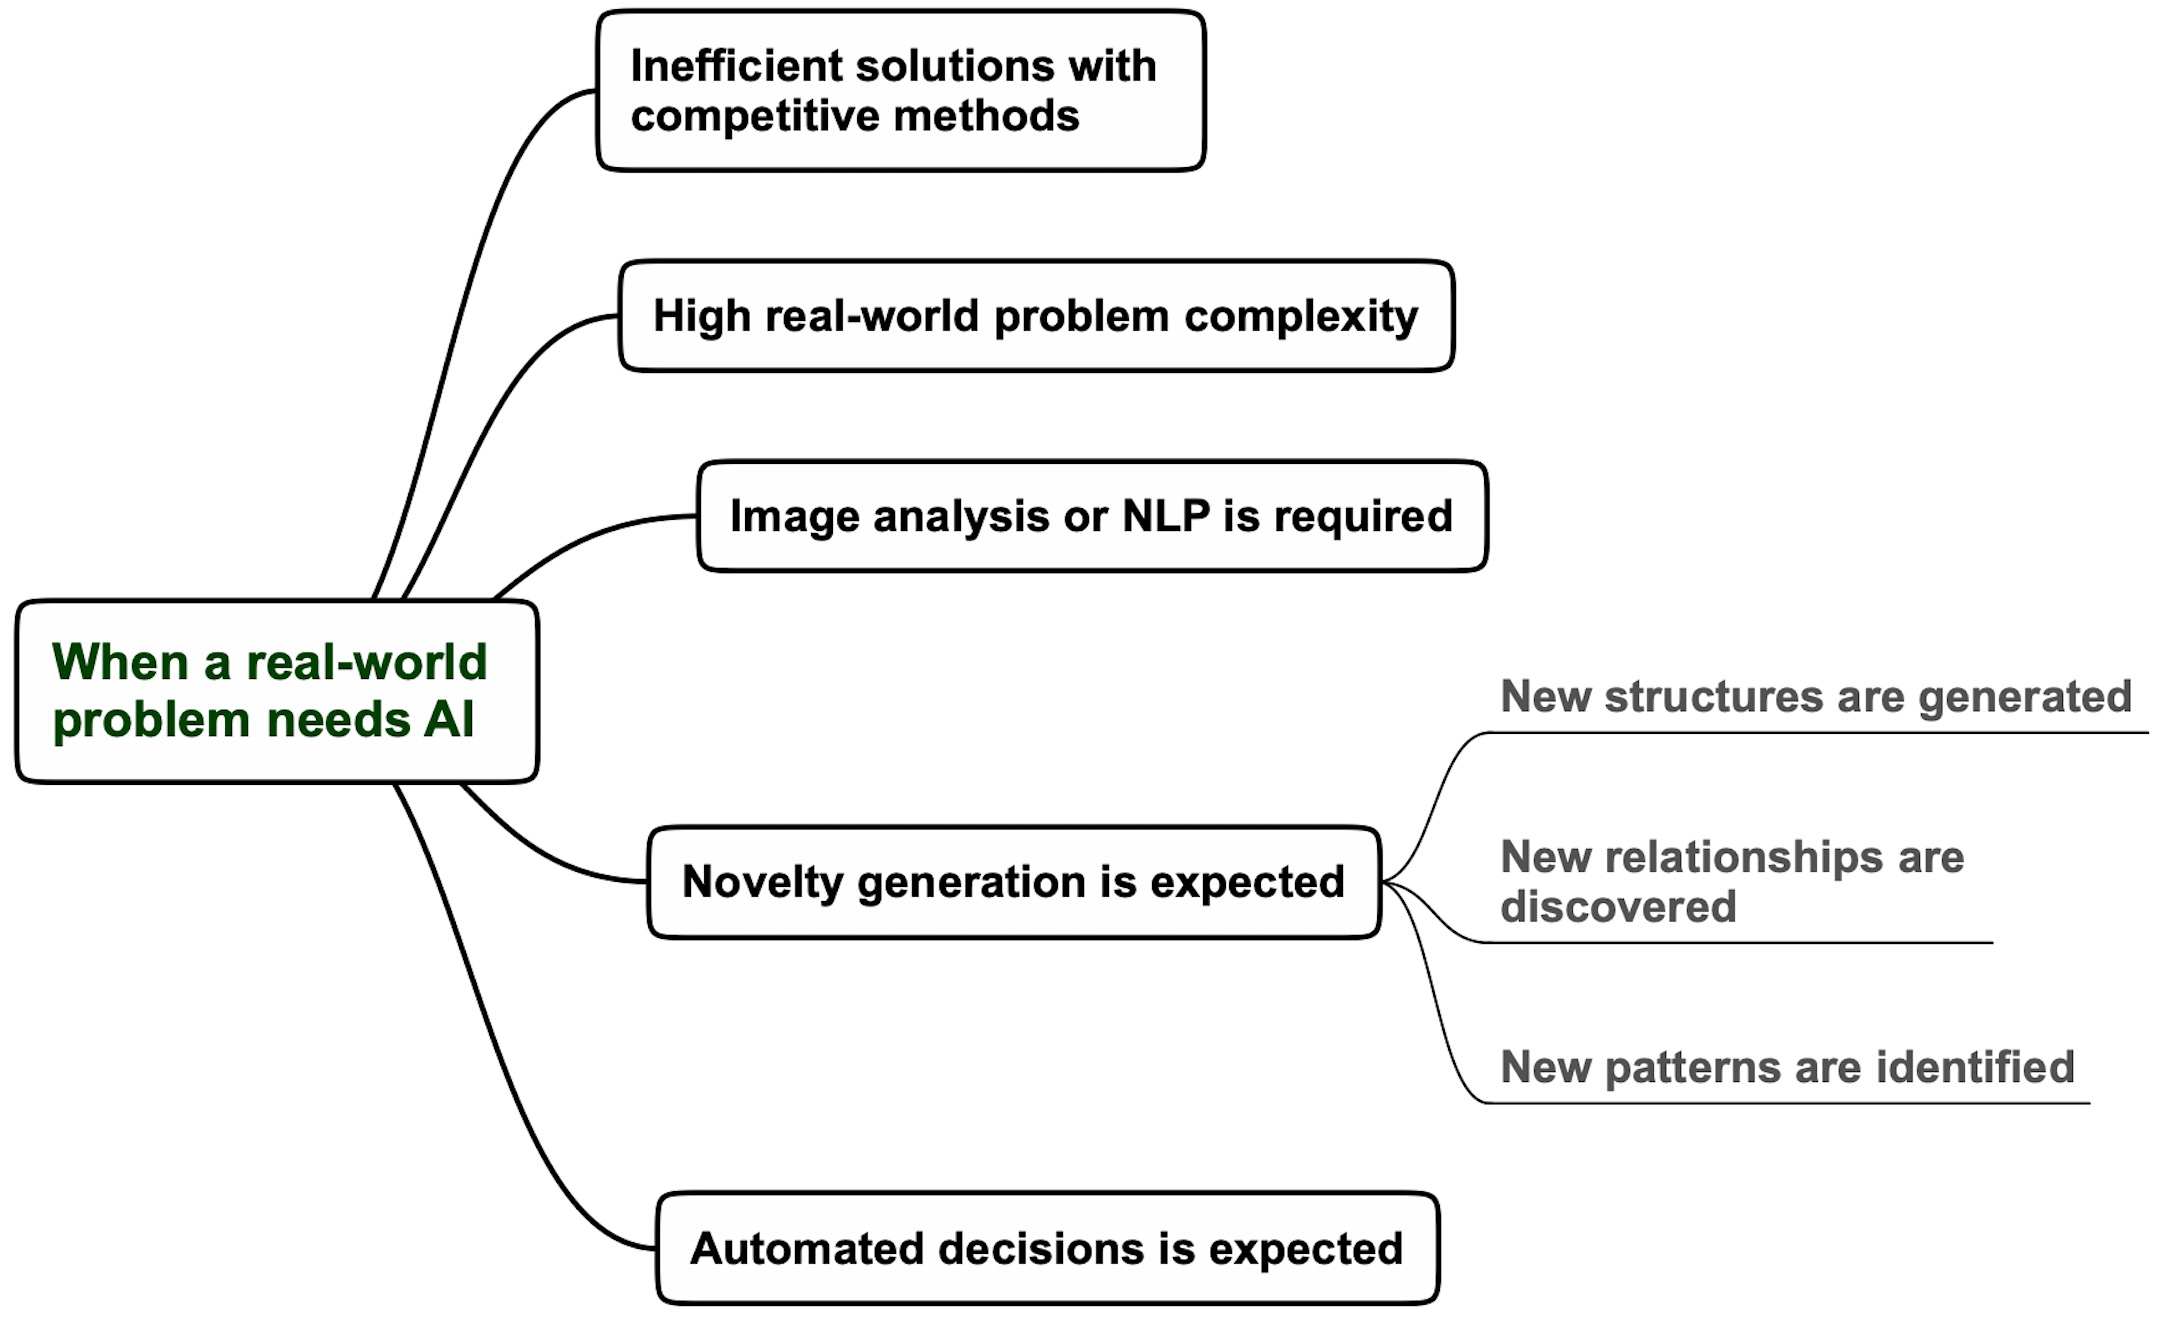 Inefficient solutions with
competitive methods
High real-world problem complexity
Image analysis or NLP is required
When a real-world
problem needs AI
New structures are generated
New relationships are
discovered
Novelty generation is expected
New patterns are identified
Automated decisions is expected